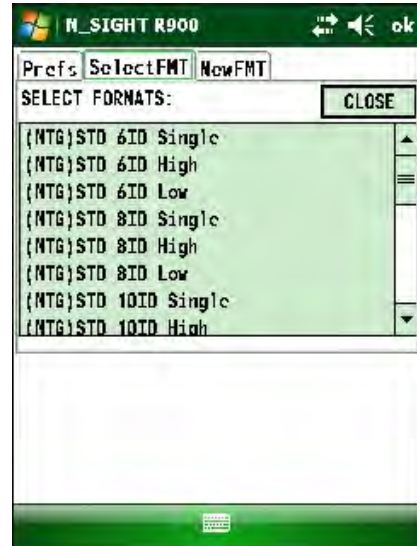 N_SIGHT R900 ok
Prefs SelectFMT NewFMT
SELECT FORMATS: CLOSE
(NTG)STD 6ID Single
(NTG)STD 6ID High
(NTG)STD 6ID Low
(NTG)STD 8ID Single
(NTG)STD 8ID High
(NTG)STD 8ID Low
(NTG)STD 10ID Single
(NTG)STD 10ID High